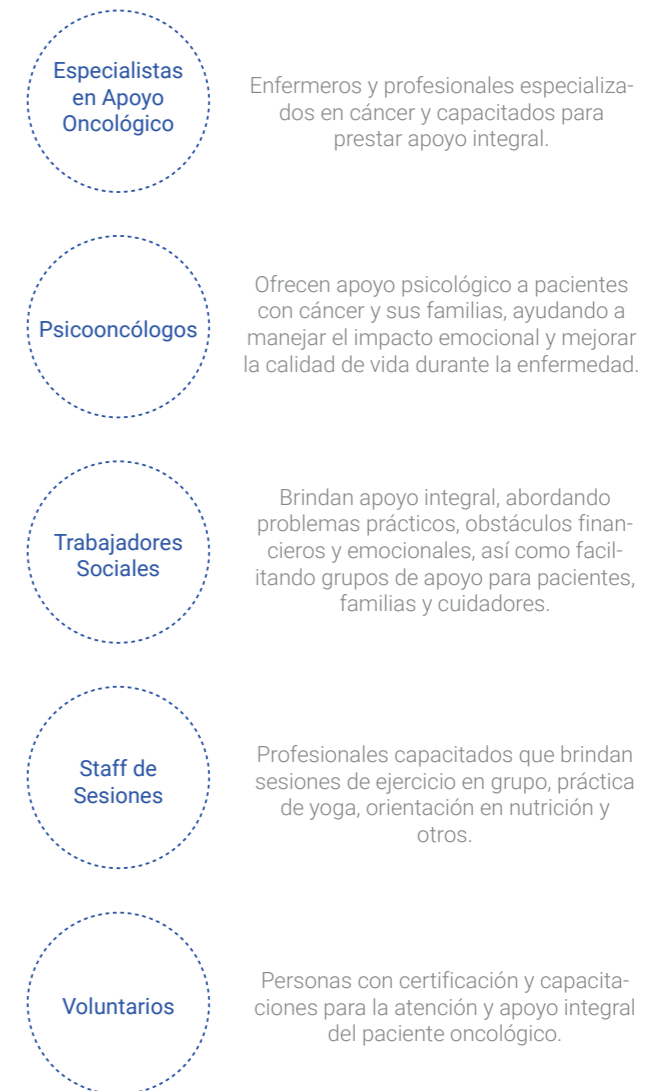 Especialistas
en Apoyo
Oncológico
Enfermeros y profesionales especializa-
dos en cáncer y capacitados para
prestar apoyo integral.
Psicooncólogos
Ofrecen apoyo psicológico a pacientes
con cáncer y sus familias, ayudando a
manejar el impacto emocional y mejorar
la calidad de vida durante la enfermedad.
Trabajadores
Sociales
Brindan apoyo integral, abordando
problemas prácticos, obstáculos finan-
cieros y emocionales, así como facil-
itando grupos de apoyo para pacientes,
familias y cuidadores.
Staff de
Sesiones
Profesionales capacitados que brindan
sesiones de ejercicio en grupo, práctica
de yoga, orientación en nutrición y
otros.
Voluntarios
Personas con certificación y capacita-
ciones para la atención y apoyo integral
del paciente oncológico.